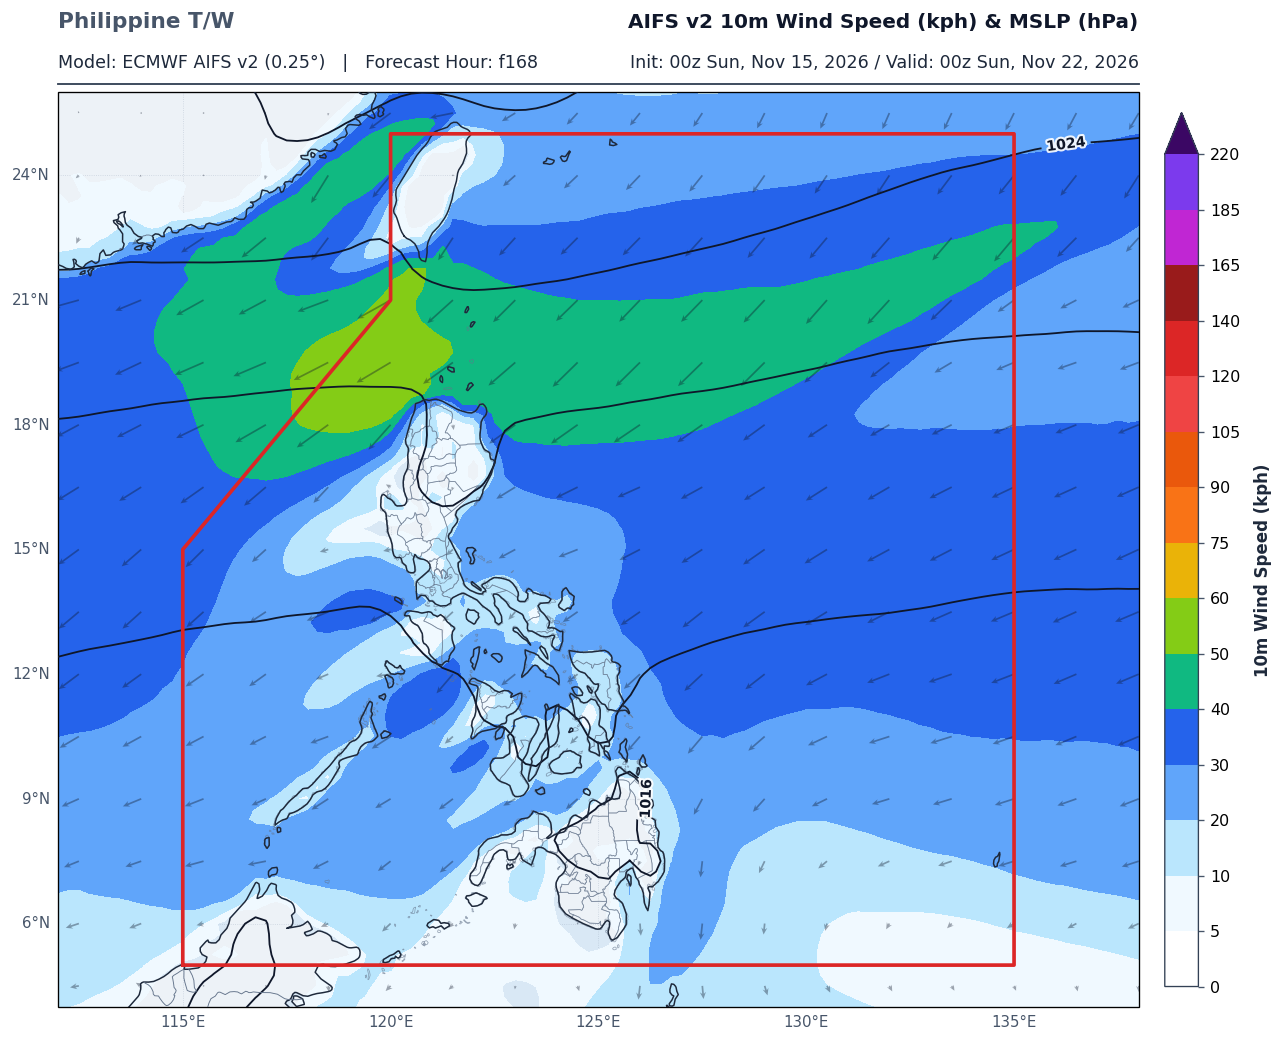 Philippine T/W
AIFS v2 10m Wind Speed (kph) & MSLP (hPa)
Model: ECMWF AIFS v2 (0.25°) | Forecast Hour: f168
Init: 00z Sun, Nov 15, 2026 / Valid: 00z Sun, Nov 22, 2026
1024
1016
24°N
21°N
18°N
15°N
12°N
9°N
6°N
115°E
120°E
125°E
130°E
135°E
220
185
165
140
120
105
90
75
60
50
40
30
20
10
5
0
10m Wind Speed (kph)